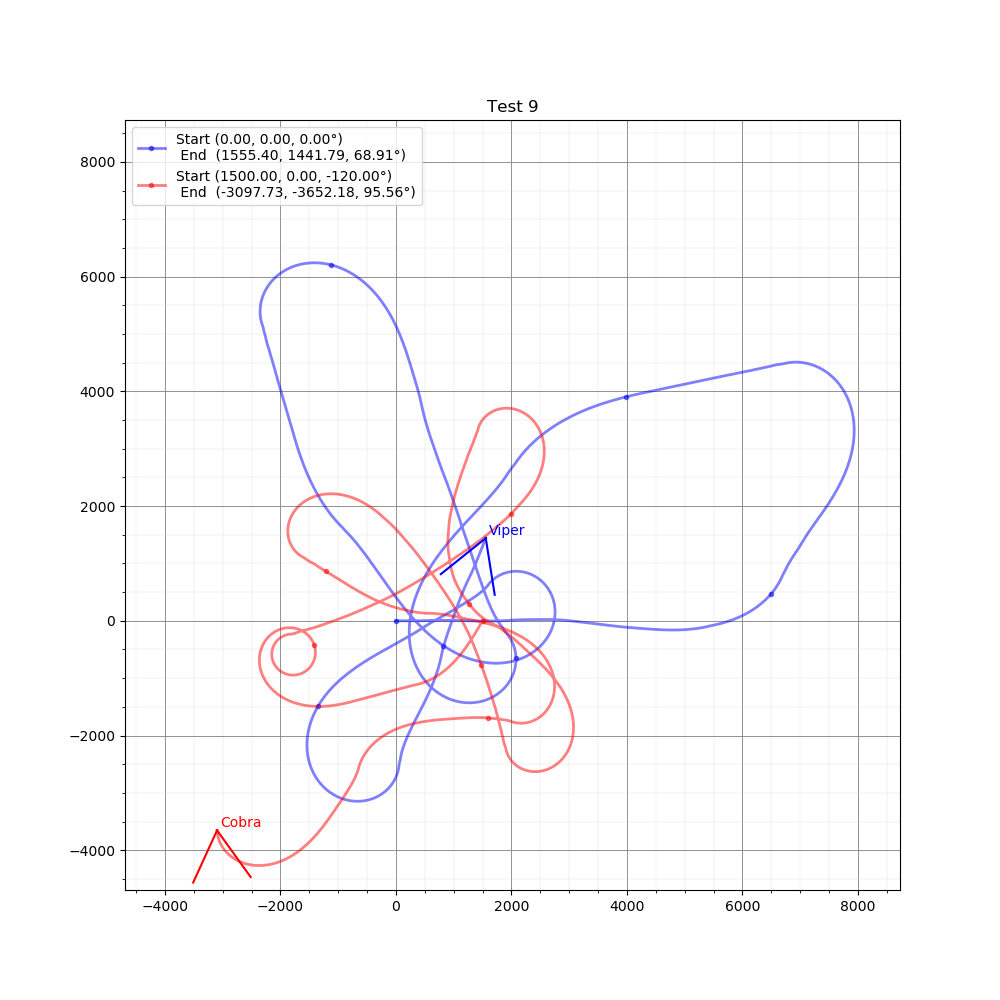 Test 9
Start (0.00, 0.00, 0.00°)
End  (1555.40, 1441.79, 68.91°)
Start (1500.00, 0.00, -120.00°)
End  (-3097.73, -3652.18, 95.56°)
8000
6000
4000
2000
Viper
0
−2000
Cobra
−4000
−4000 −2000 0 2000 4000 6000 8000